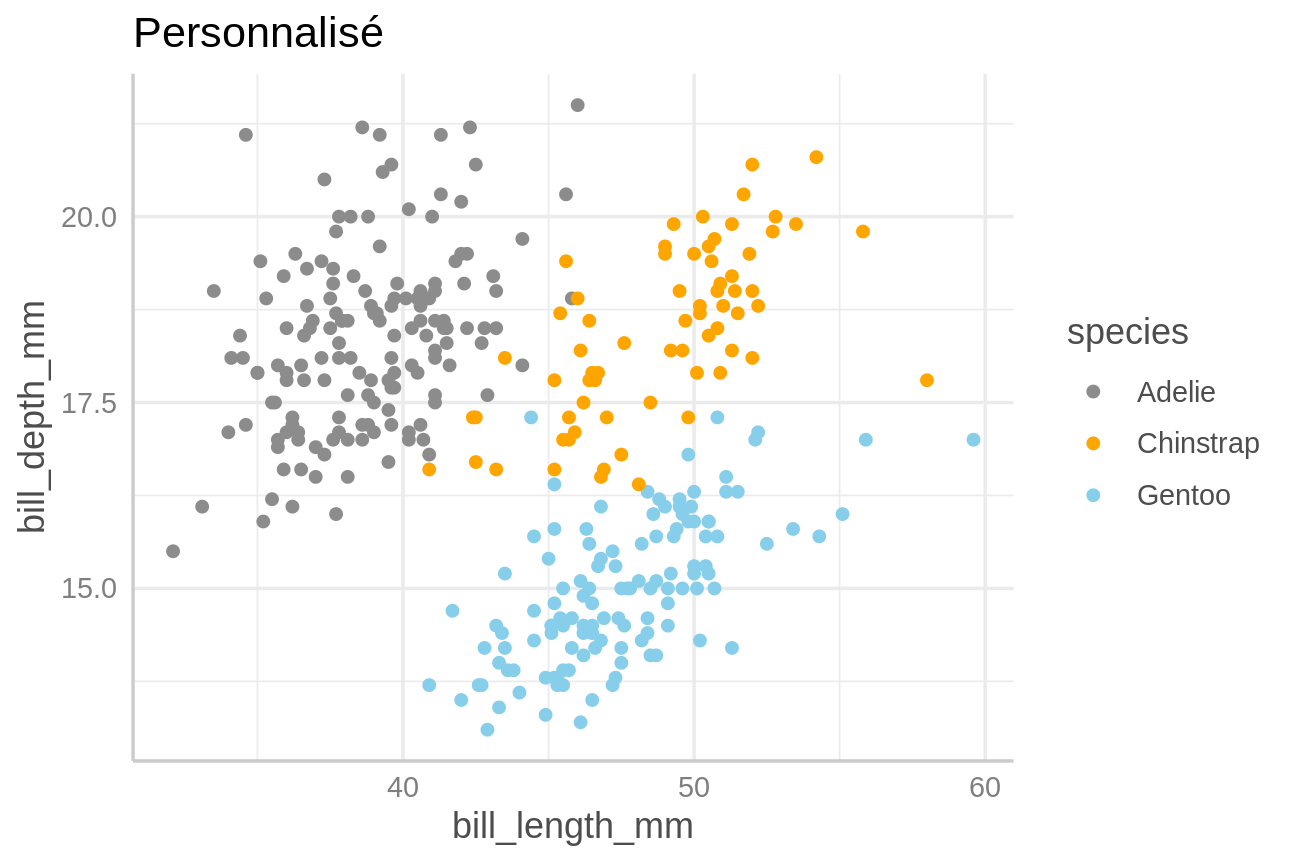 Personnalisé
20.0
17.5
15.0
bill_depth_mm
40
50
60
bill_length_mm
species
Adelie
Chinstrap
Gentoo